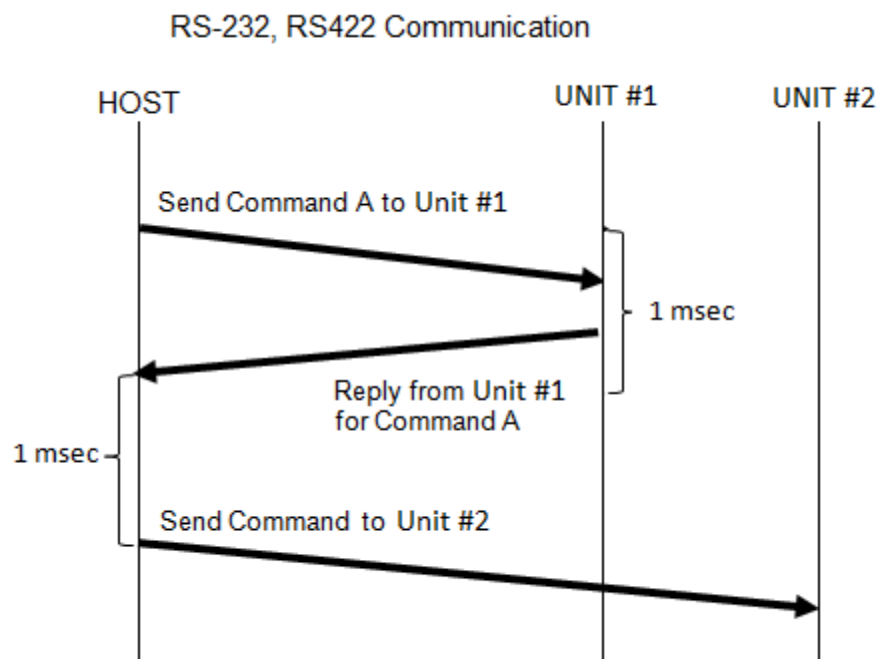 RS-232, RS422 Communication
HOST
UNIT #1
UNIT #2
Send Command A to Unit #1
1 msec
Reply from Unit #1
for Command A
1 msec
Send Command to Unit #2